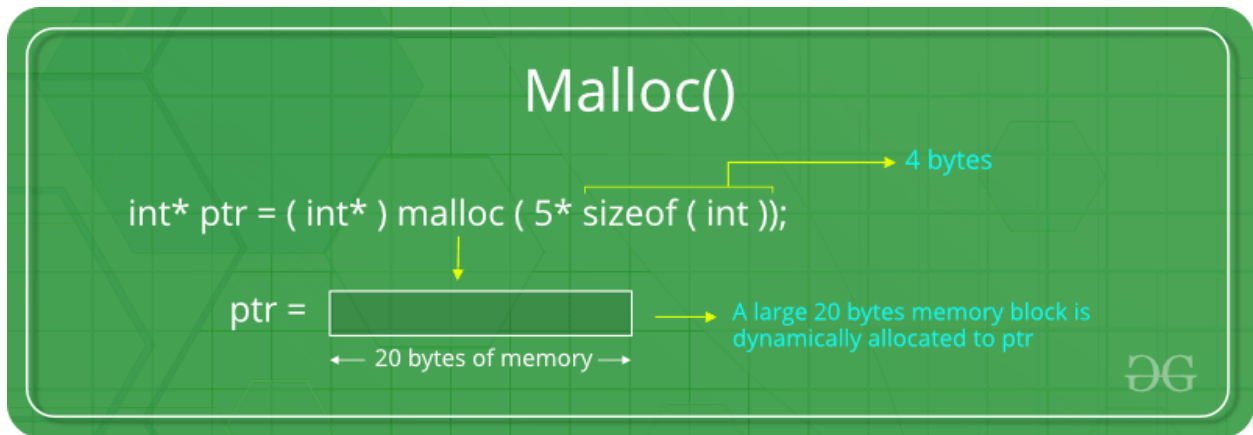 Malloc()
4 bytes
int* ptr = ( int* ) malloc ( 5* sizeof ( int ));
ptr =
A large 20 bytes memory block is
dynamically allocated to ptr
20 bytes of memory